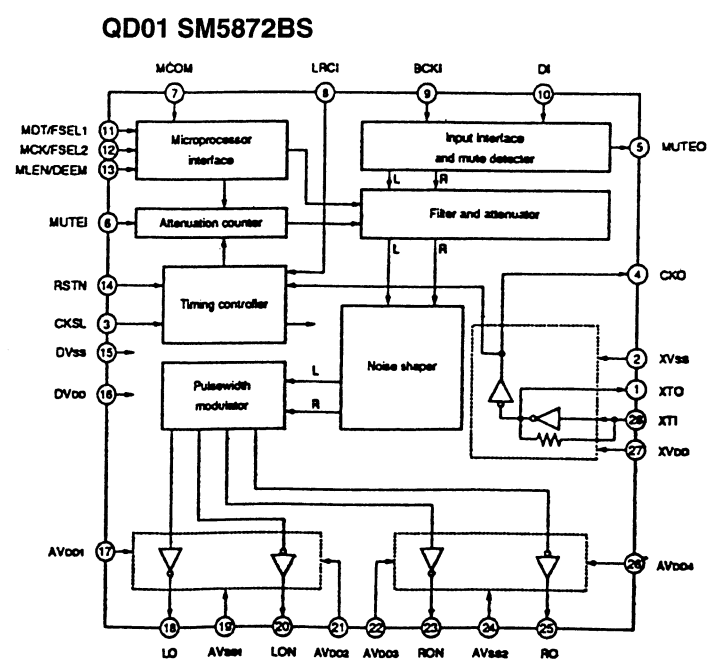 QD01 SM5872BS
MCOM LRCI BCKI DI
7 8 9 10
MDT/FSEL1 11
MCK/FSEL2 12
MLEN/DEEM 13
Microprocessor
interface
Input interface
and mute detecter
5 MUTEO
L R
MUTEI 6
Attenuation counter
Filter and attenuator
L R
4 CKO
RSTN 14
Timing controller
CKSL 3
DVSS 15
DVDD 16
Noise shaper
2 XVSS
1 XTO
28 XTI
27 XVDD
Pulsewidth
modulator
L
R
AVDD1 17
26 AVDD4
18 19 20 21 22 23 24 25
LO AVSS1 LON AVDD2 AVDD3 RON AVSS2 RO